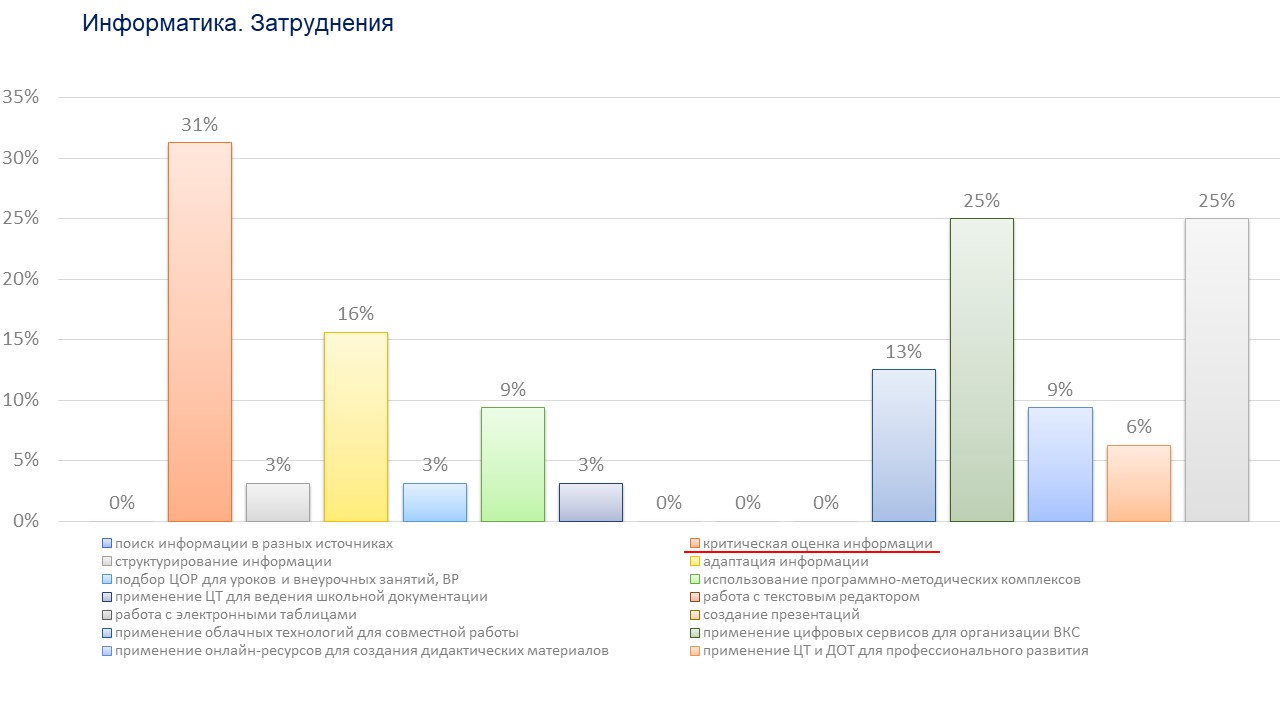 Информатика. Затруднения
35%
30%
25%
20%
15%
10%
5%
0%
0%
31%
3%
16%
3%
9%
3%
0%
0%
0%
13%
25%
9%
6%
25%
поиск информации в разных источниках
критическая оценка информации
структурирование информации
адаптация информации
подбор ЦОР для уроков и внеурочных занятий, ВР
использование программно-методических комплексов
применение ЦТ для ведения школьной документации
работа с текстовым редактором
работа с электронными таблицами
создание презентаций
применение облачных технологий для совместной работы
применение цифровых сервисов для организации ВКС
применение онлайн-ресурсов для создания дидактических материалов
применение ЦТ и ДОТ для профессионального развития